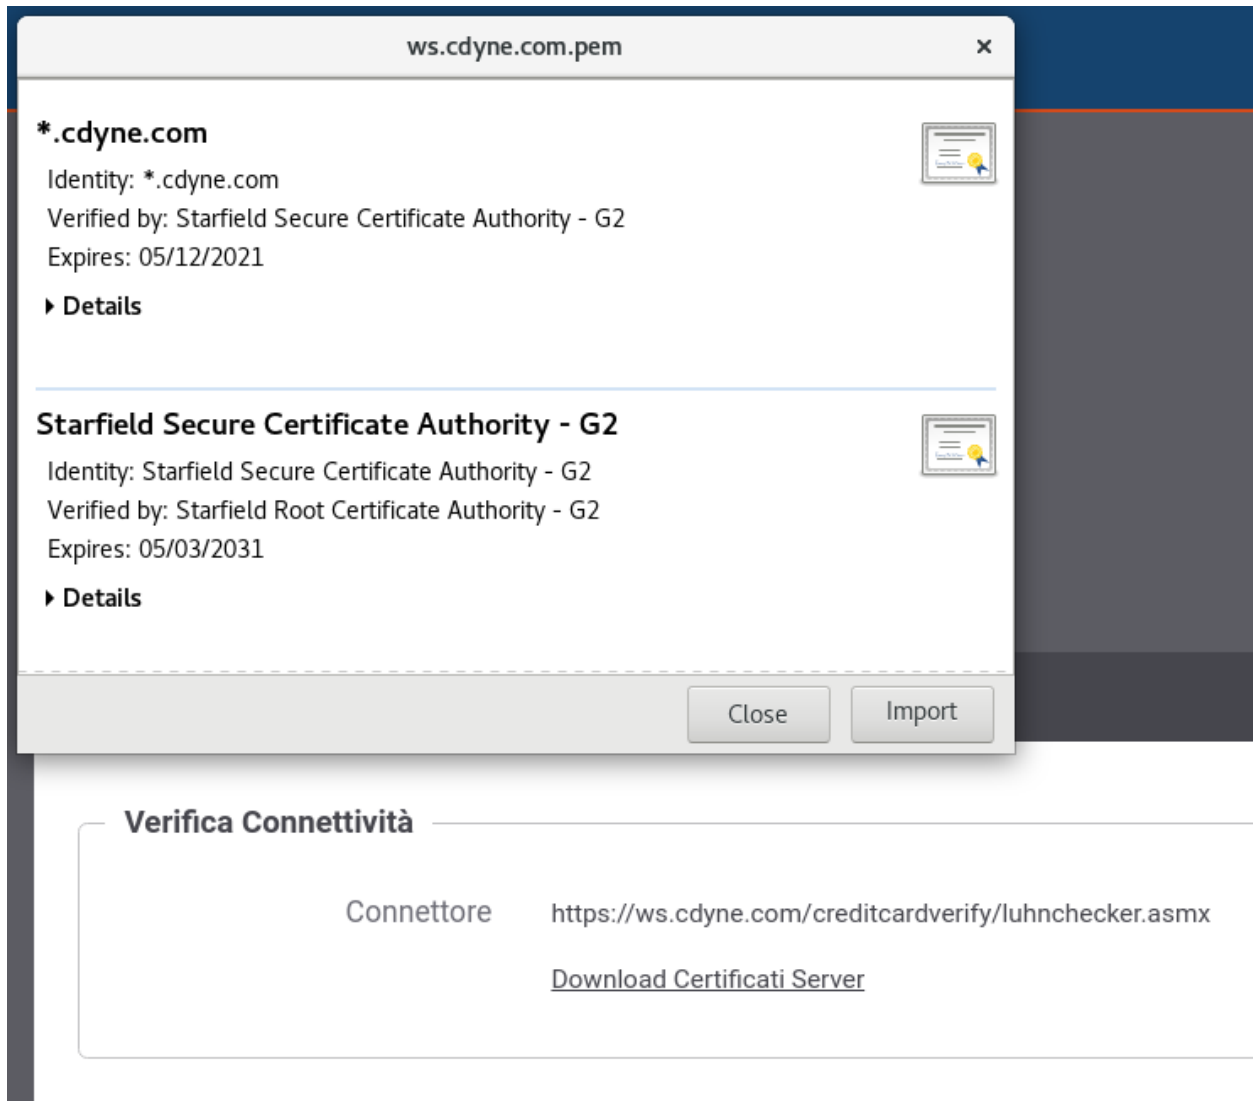 ws.cdyne.com.pem
*.cdyne.com
Identity: *.cdyne.com
Verified by: Starfield Secure Certificate Authority - G2
Expires: 05/12/2021
Details
Starfield Secure Certificate Authority - G2
Identity: Starfield Secure Certificate Authority - G2
Verified by: Starfield Root Certificate Authority - G2
Expires: 05/03/2031
Details
Close Import
Verifica Connettività
Connettore https://ws.cdyne.com/creditcardverify/luhnchecker.asmx
Download Certificati Server